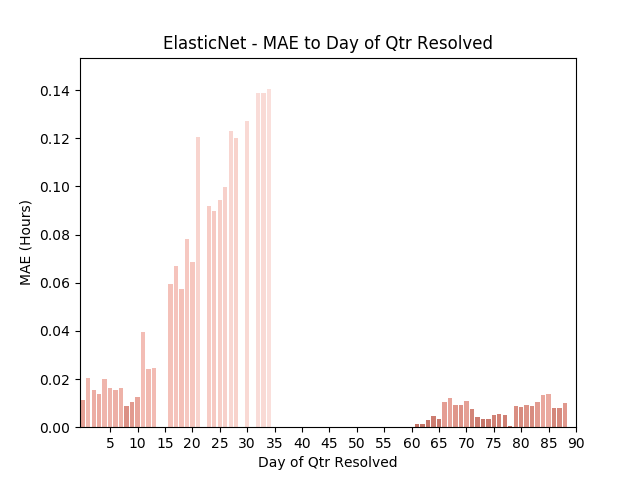 ElasticNet - MAE to Day of Qtr Resolved
0.14
0.12
0.10
0.08
0.06
0.04
0.02
0.00
MAE (Hours)
5 10 15 20 25 30 35 40 45 50 55 60 65 70 75 80 85 90
Day of Qtr Resolved